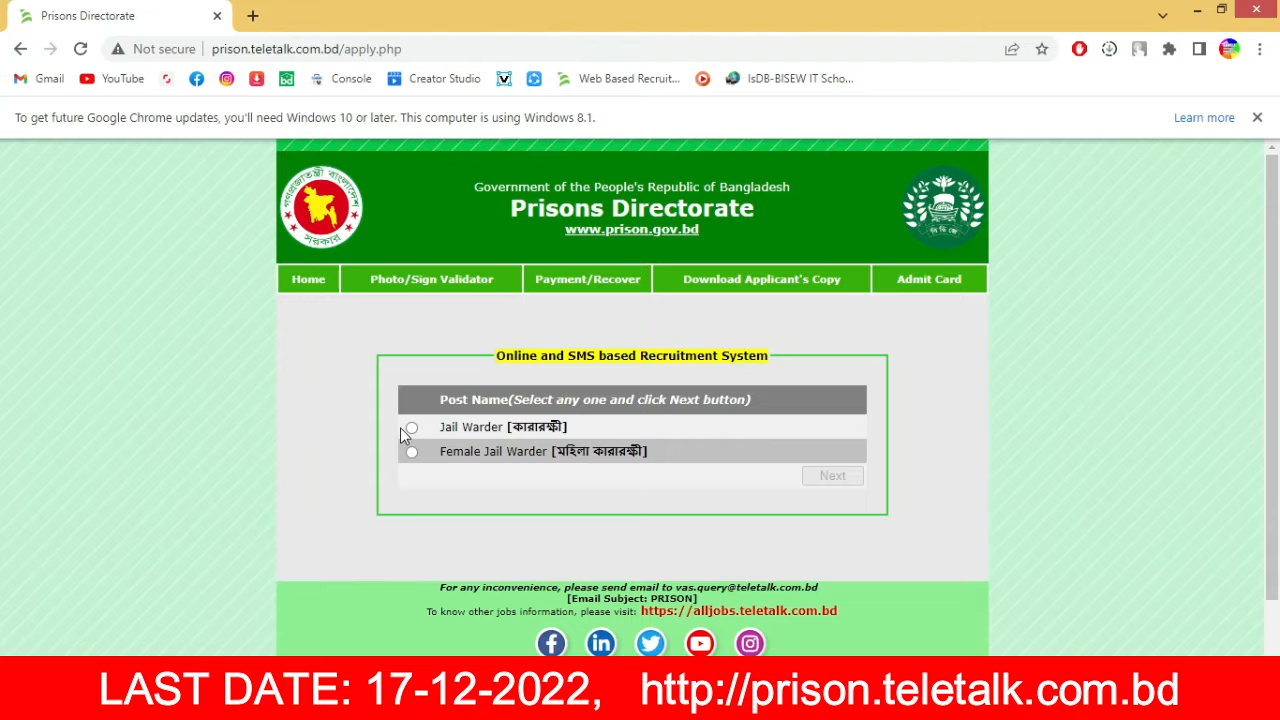 Prisons Directorate
Not secure
prison.teletalk.com.bd/apply.php
Gmail
YouTube
Console
Creator Studio
Web Based Recruit...
IsDB-BISEW IT Scho...
To get future Google Chrome updates, you'll need Windows 10 or later. This computer is using Windows 8.1.
Learn more
গণপ্রজাতন্ত্রী বাংলাদেশ
সরকার
Government of the People's Republic of Bangladesh
Prisons Directorate
www.prison.gov.bd
Home
Photo/Sign Validator
Payment/Recover
Download Applicant's Copy
Admit Card
Online and SMS based Recruitment System
Post Name(Select any one and click Next button)
Jail Warder [কারারক্ষী]
Female Jail Warder [মহিলা কারারক্ষী]
Next
For any inconvenience, please send email to vas.query@teletalk.com.bd
[Email Subject: PRISON]
To know other jobs information, please visit: https://alljobs.teletalk.com.bd
LAST DATE: 17-12-2022, http://prison.teletalk.com.bd